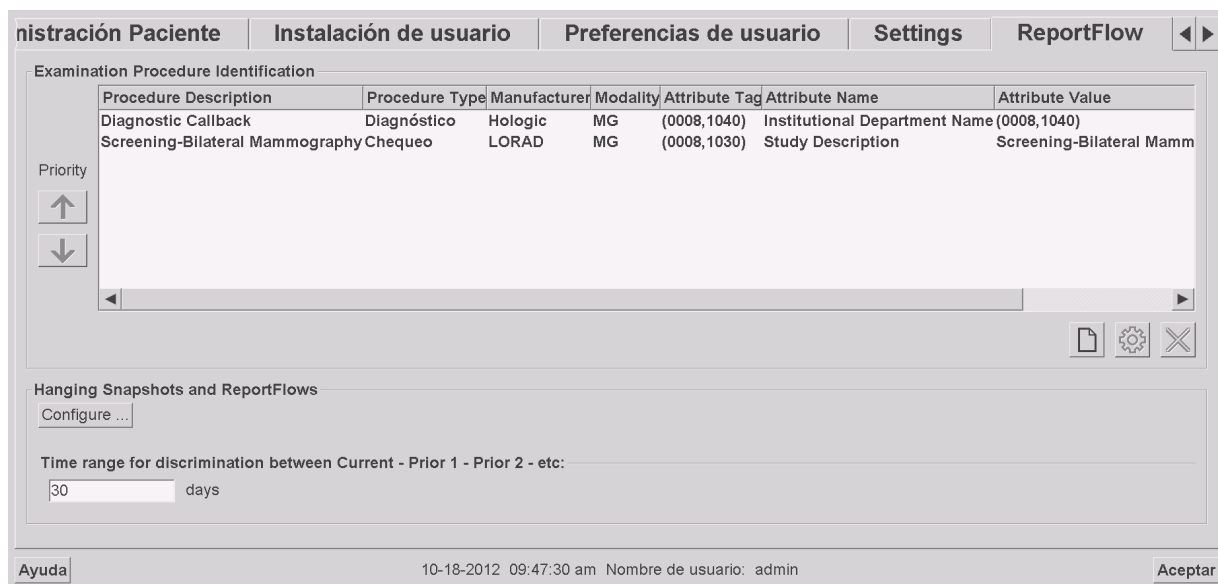 nistración Paciente Instalación de usuario Preferencias de usuario Settings ReportFlow
Examination Procedure Identification
Procedure Description Procedure Type Manufacturer Modality Attribute Tag Attribute Name Attribute Value
Diagnostic Callback Diagnóstico Hologic MG (0008,1040) Institutional Department Name (0008,1040)
Screening-Bilateral Mammography Chequeo LORAD MG (0008,1030) Study Description Screening-Bilateral Mamm
Priority
Hanging Snapshots and ReportFlows
Configure ...
Time range for discrimination between Current - Prior 1 - Prior 2 - etc:
30 days
Ayuda 10-18-2012 09:47:30 am Nombre de usuario: admin Aceptar